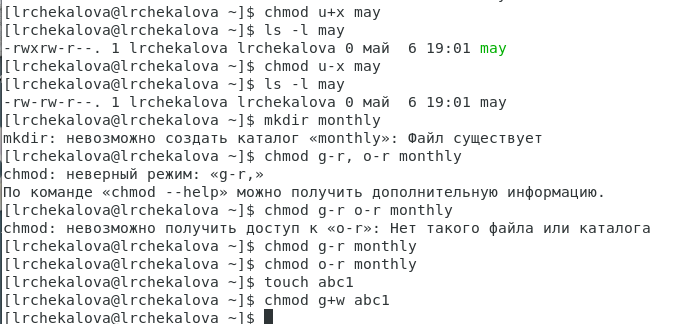 [lrchekalova@lrchekalova ~]$ chmod u+x may
[lrchekalova@lrchekalova ~]$ ls -l may
-rwxrw-r--. 1 lrchekalova lrchekalova 0 май  6 19:01 may
[lrchekalova@lrchekalova ~]$ chmod u-x may
[lrchekalova@lrchekalova ~]$ ls -l may
-rw-rw-r--. 1 lrchekalova lrchekalova 0 май  6 19:01 may
[lrchekalova@lrchekalova ~]$ mkdir monthly
mkdir: невозможно создать каталог «monthly»: Файл существует
[lrchekalova@lrchekalova ~]$ chmod g-r, o-r monthly
chmod: неверный режим: «g-r,»
По команде «chmod --help» можно получить дополнительную информацию.
[lrchekalova@lrchekalova ~]$ chmod g-r o-r monthly
chmod: невозможно получить доступ к «o-r»: Нет такого файла или каталога
[lrchekalova@lrchekalova ~]$ chmod g-r monthly
[lrchekalova@lrchekalova ~]$ chmod o-r monthly
[lrchekalova@lrchekalova ~]$ touch abc1
[lrchekalova@lrchekalova ~]$ chmod g+w abc1
[lrchekalova@lrchekalova ~]$